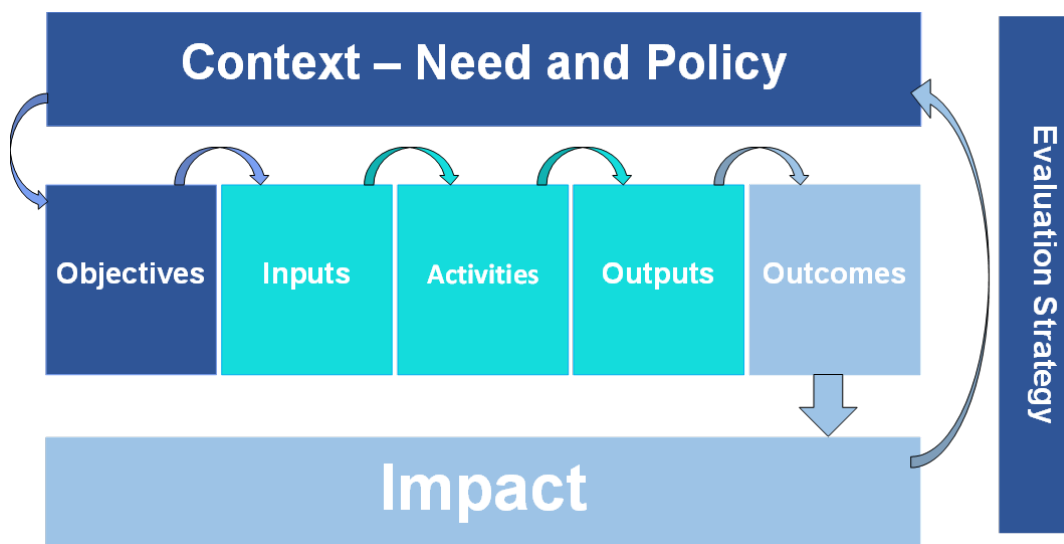 Context – Need and Policy
Objectives
Inputs
Activities
Outputs
Outcomes
Impact
Evaluation Strategy